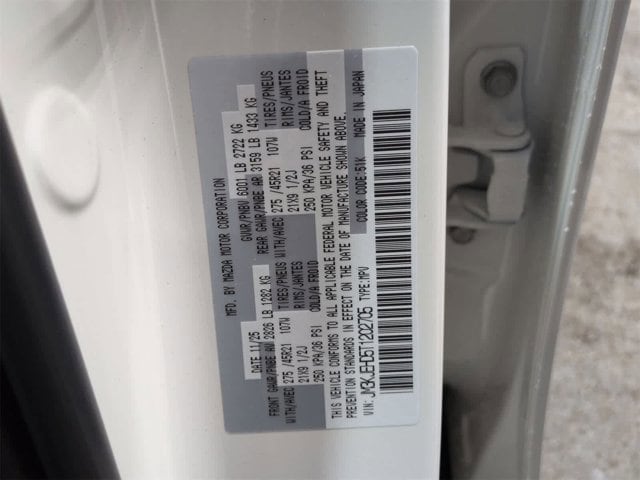 MFD. BY MAZDA MOTOR CORPORATION
DATE 11/25 GVWR/PNBV 6001 LB 2722 KG
FRONT GAWR/PNBE AV 2826 LB 1282 KG REAR GAWR/PNBE AR 3159 LB 1433 KG
WITH/AVEC TIRES/PNEUS WITH/AVEC TIRES/PNEUS
275 /45R21 107W RIMS/JANTES 275 /45R21 107W RIMS/JANTES
21X9 1/2J COLD/A FROID 21X9 1/2J COLD/A FROID
250 KPA/36 PSI 250 KPA/36 PSI
THIS VEHICLE CONFORMS TO ALL APPLICABLE FEDERAL MOTOR VEHICLE SAFETY AND THEFT
PREVENTION STANDARDS IN EFFECT ON THE DATE OF MANUFACTURE SHOWN ABOVE.
VIN: JM3KJEHD5T1202705 TYPE:MPV COLOR CODE:51K MADE IN JAPAN